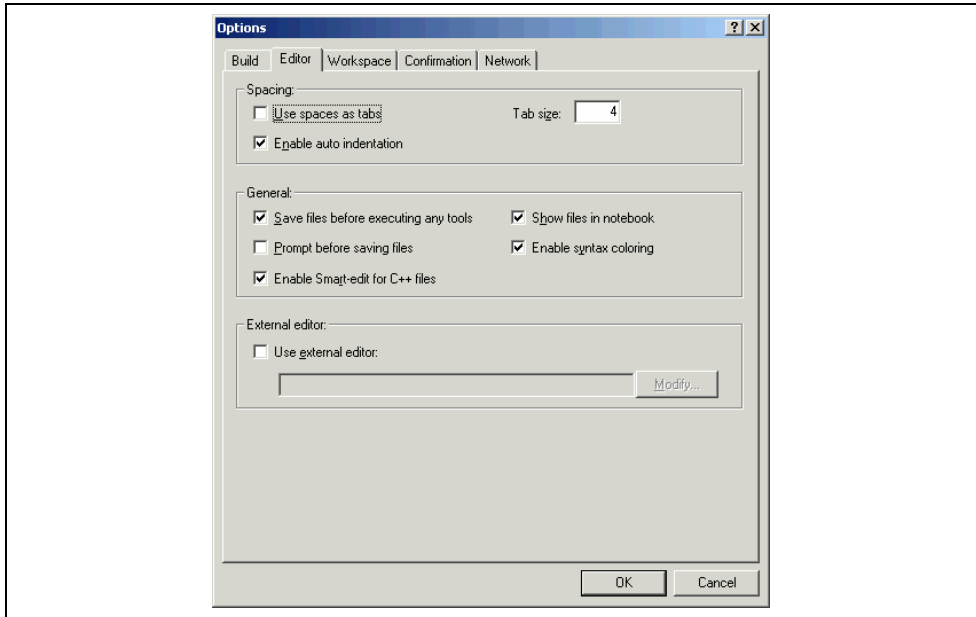 Options
Build Editor Workspace Confirmation Network
Spacing:
Use spaces as tabs Tab size: 4
Enable auto indentation
General:
Save files before executing any tools Show files in notebook
Prompt before saving files Enable syntax coloring
Enable Smart-edit for C++ files
External editor:
Use external editor:
Modify...
OK Cancel